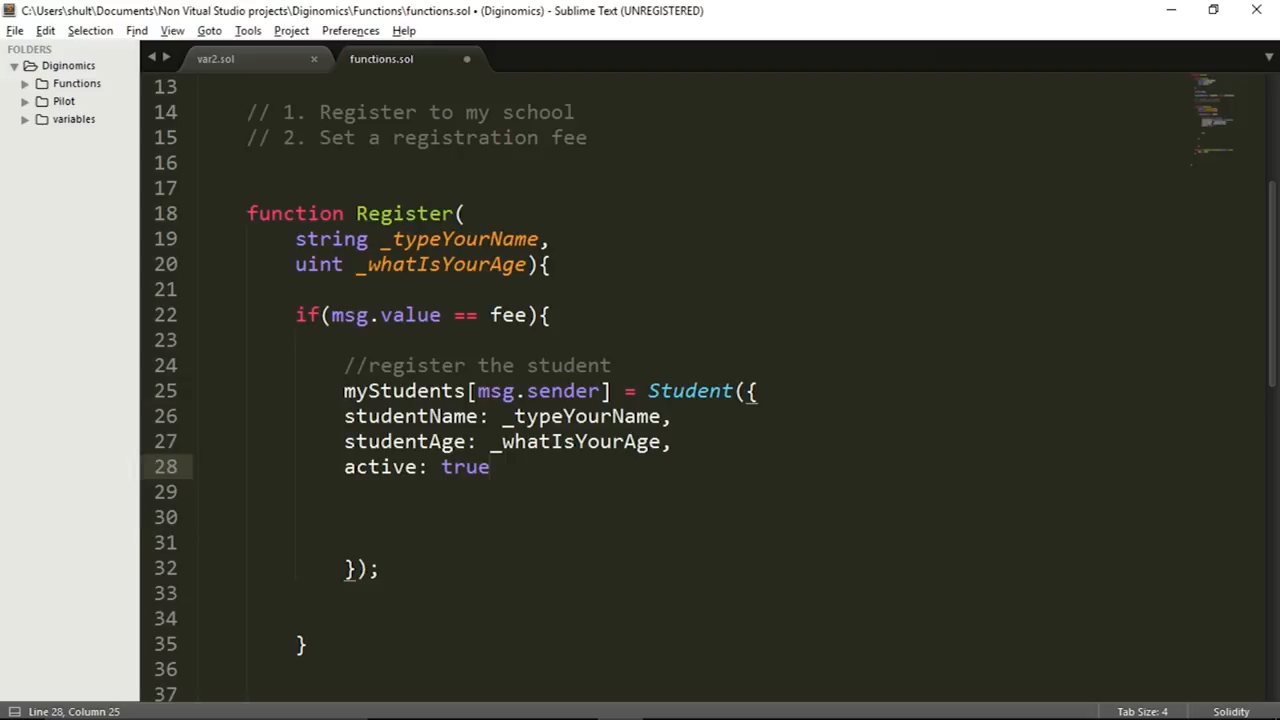 C:\Users\shult\Documents\Non Vitual Studio projects\Diginomics\Functions\functions.sol • (Diginomics) - Sublime Text (UNREGISTERED)
File Edit Selection Find View Goto Tools Project Preferences Help
FOLDERS
Diginomics
Functions
Pilot
variables
var2.sol × functions.sol
13
14 // 1. Register to my school
15 // 2. Set a registration fee
16
17
18 function Register(
19 string _typeYourName,
20 uint _whatIsYourAge){
21
22 if(msg.value == fee){
23
24 //register the student
25 myStudents[msg.sender] = Student({
26 studentName: _typeYourName,
27 studentAge: _whatIsYourAge,
28 active: true
29
30
31
32 });
33
34
35 }
36
37
Line 28, Column 25 Tab Size: 4 Solidity